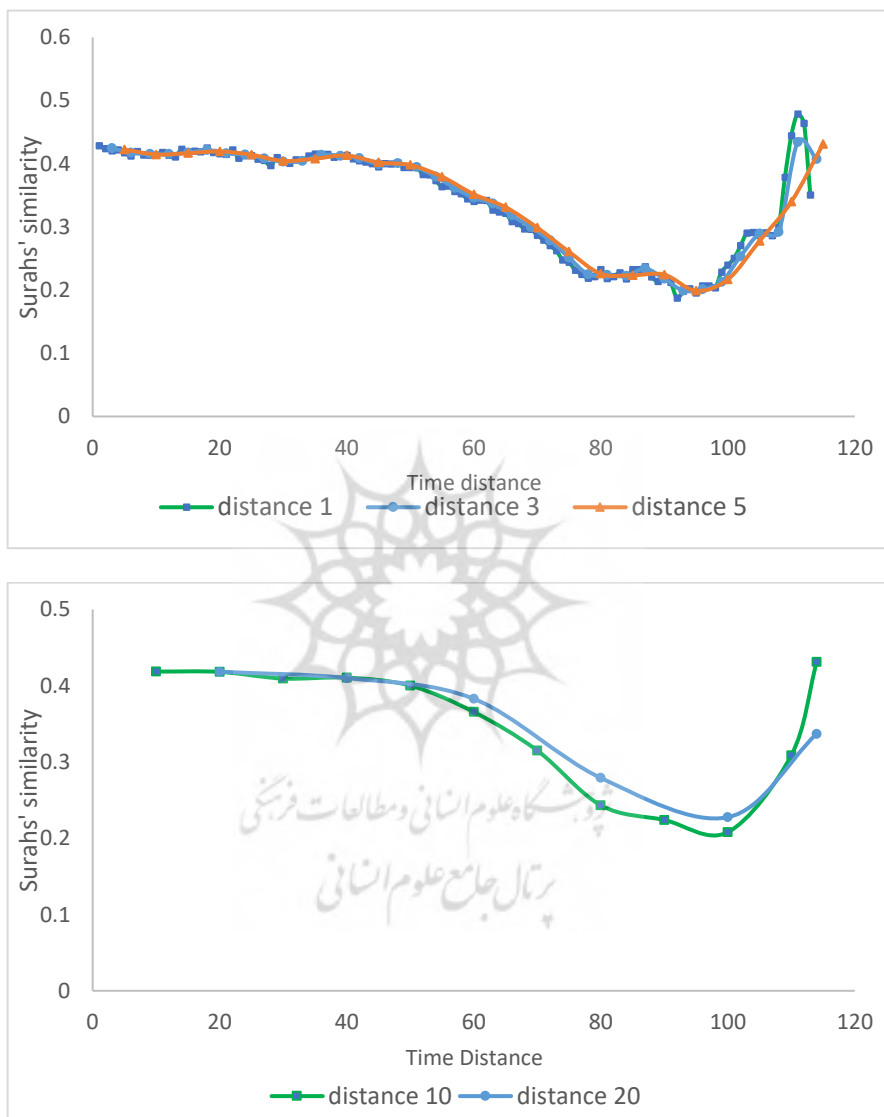 0.6
0.5
0.4
0.3
0.2
0.1
0
Surahs' similarity
0 20 40 60 80 100 120
Time distance
distance 1 distance 3 distance 5
0.5
0.4
0.3
0.2
0.1
0
Surahs' similarity
پژوهشگاه علوم انسانی و مطالعات فرهنگی
پرتال جامع علوم انسانی
0 20 40 60 80 100 120
Time Distance
distance 10 distance 20